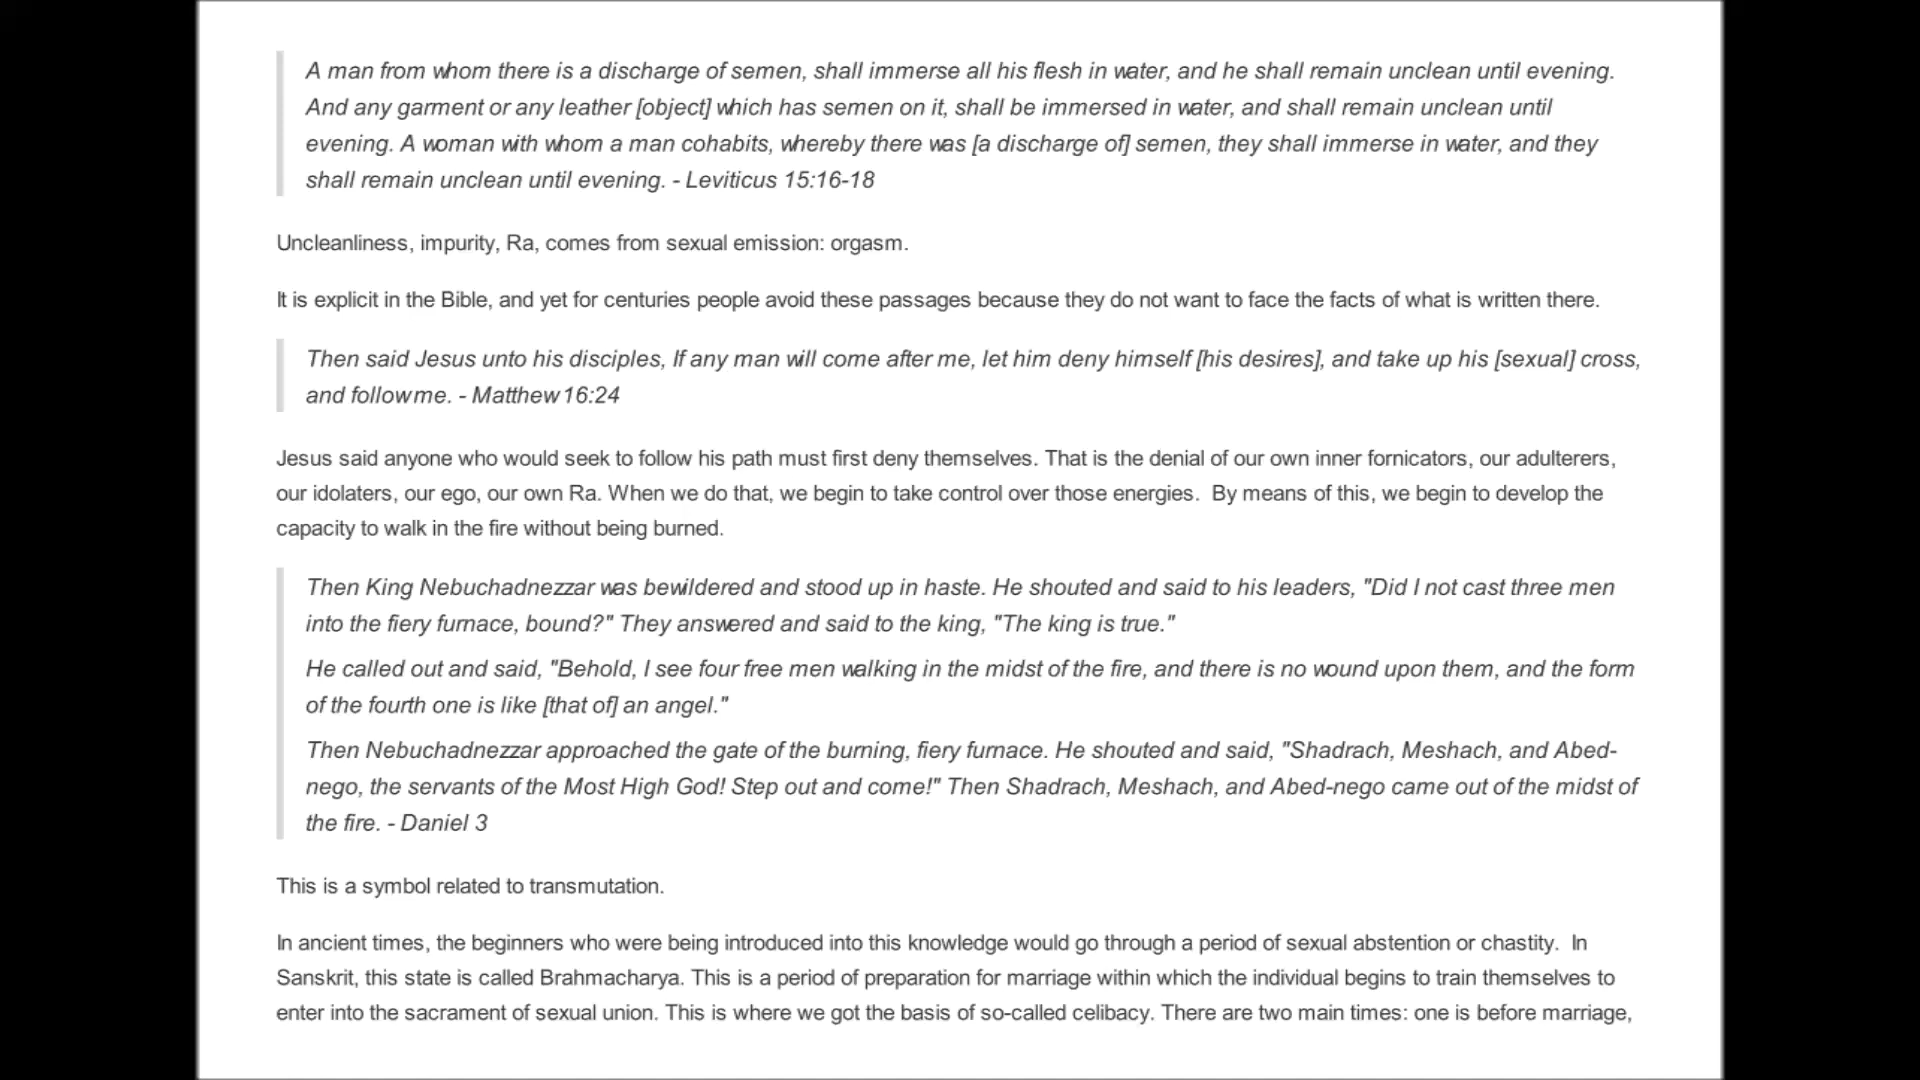 A man from whom there is a discharge of semen, shall immerse all his flesh in water, and he shall remain unclean until evening.
And any garment or any leather [object] which has semen on it, shall be immersed in water, and shall remain unclean until
evening. A woman with whom a man cohabits, whereby there was [a discharge of] semen, they shall immerse in water, and they
shall remain unclean until evening. - Leviticus 15:16-18
Uncleanliness, impurity, Ra, comes from sexual emission: orgasm.
It is explicit in the Bible, and yet for centuries people avoid these passages because they do not want to face the facts of what is written there.
Then said Jesus unto his disciples, If any man will come after me, let him deny himself [his desires], and take up his [sexual] cross,
and follow me. - Matthew 16:24
Jesus said anyone who would seek to follow his path must first deny themselves. That is the denial of our own inner fornicators, our adulterers,
our idolaters, our ego, our own Ra. When we do that, we begin to take control over those energies.  By means of this, we begin to develop the
capacity to walk in the fire without being burned.
Then King Nebuchadnezzar was bewildered and stood up in haste. He shouted and said to his leaders, "Did I not cast three men
into the fiery furnace, bound?" They answered and said to the king, "The king is true."
He called out and said, "Behold, I see four free men walking in the midst of the fire, and there is no wound upon them, and the form
of the fourth one is like [that of] an angel."
Then Nebuchadnezzar approached the gate of the burning, fiery furnace. He shouted and said, "Shadrach, Meshach, and Abed-
nego, the servants of the Most High God! Step out and come!" Then Shadrach, Meshach, and Abed-nego came out of the midst of
the fire. - Daniel 3
This is a symbol related to transmutation.
In ancient times, the beginners who were being introduced into this knowledge would go through a period of sexual abstention or chastity.  In
Sanskrit, this state is called Brahmacharya. This is a period of preparation for marriage within which the individual begins to train themselves to
enter into the sacrament of sexual union. This is where we got the basis of so-called celibacy. There are two main times: one is before marriage,